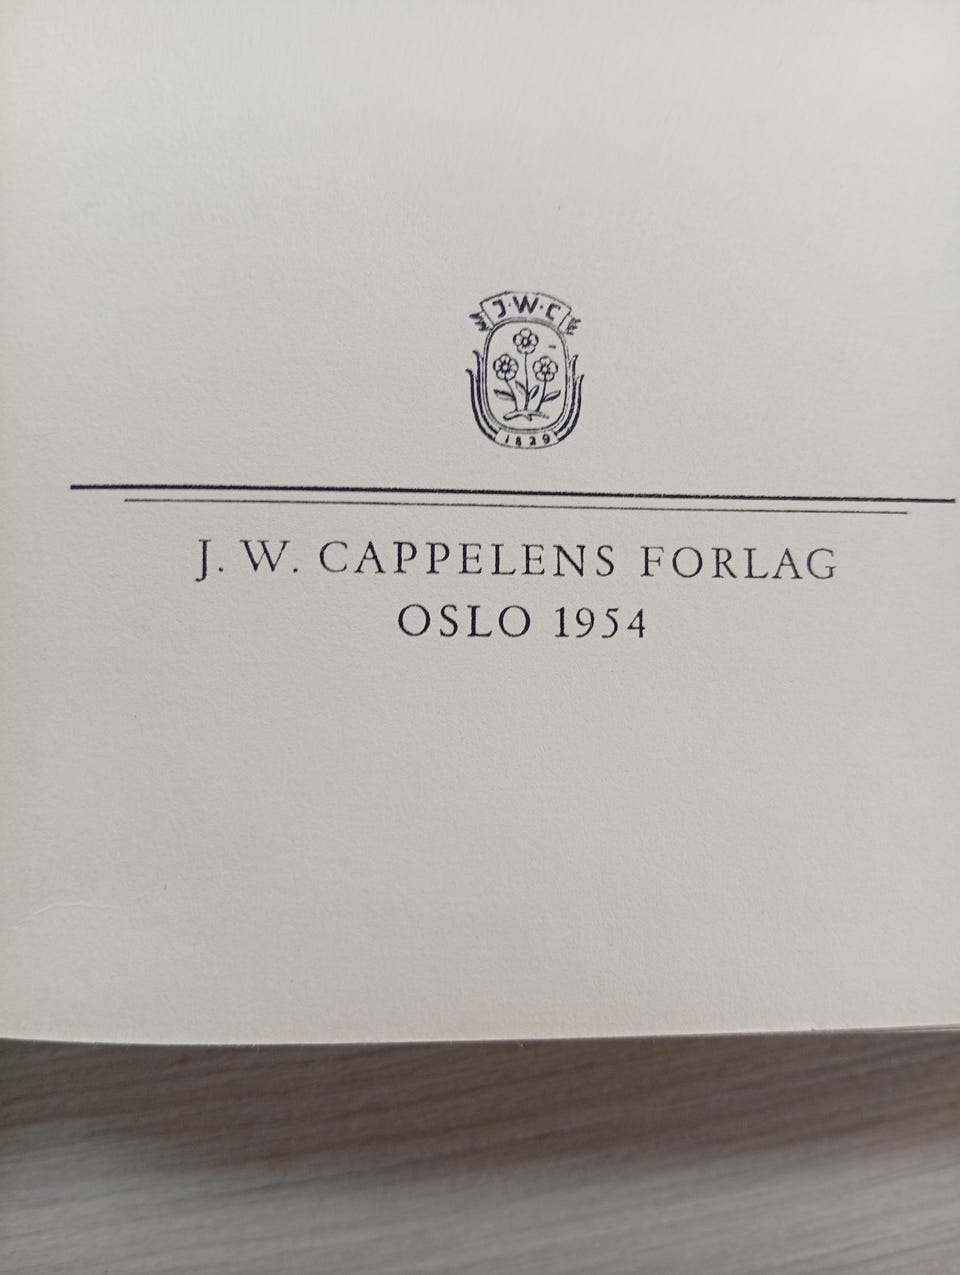 J·W·C
1829
J. W. CAPPELENS FORLAG
OSLO 1954